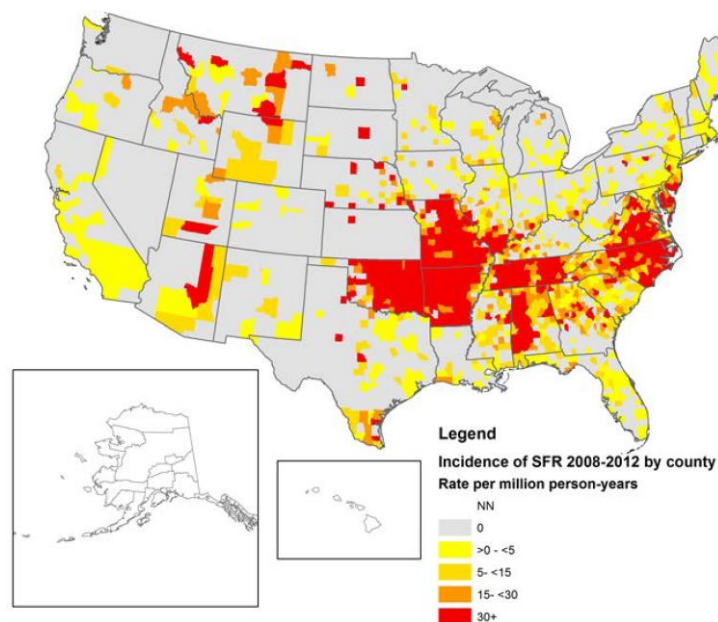 Legend
Incidence of SFR 2008-2012 by county
Rate per million person-years
NN
0
>0 - <5
5- <15
15- <30
30+